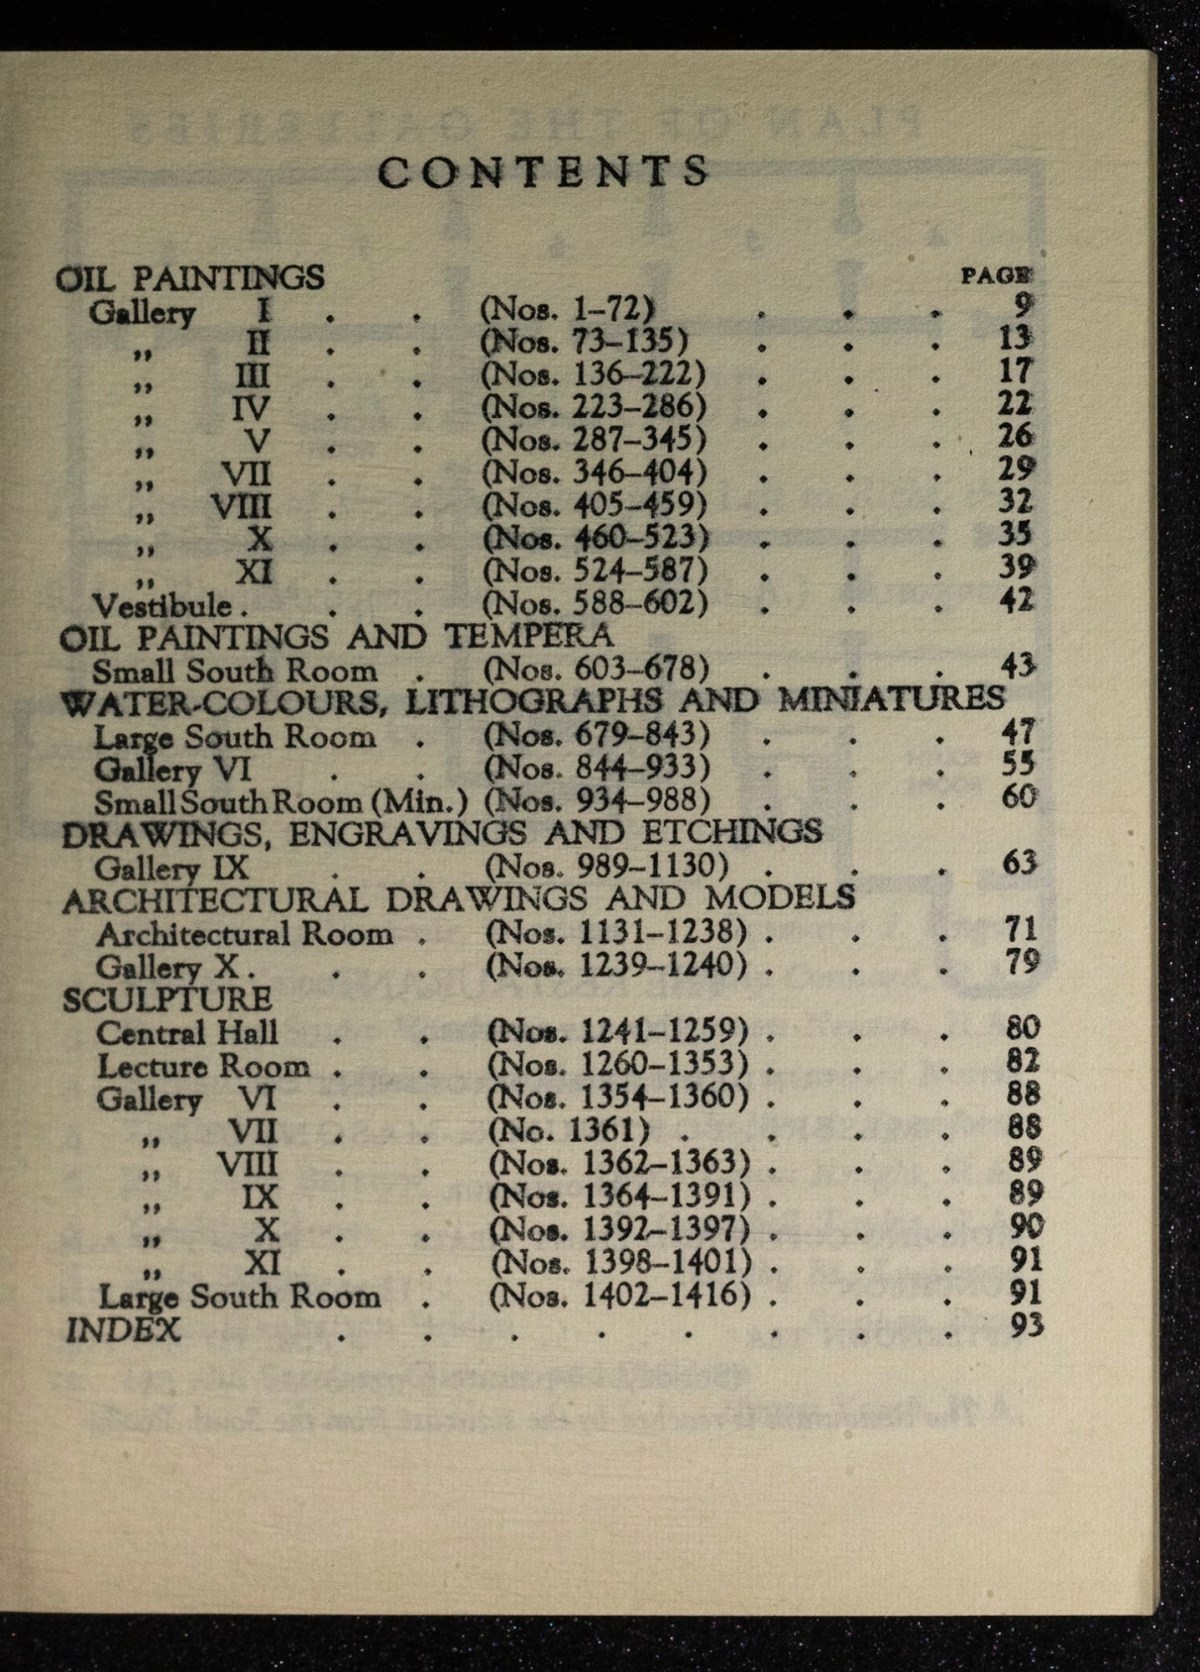 CONTENTS
OIL PAINTINGS PAGE
Gallery I . . (Nos. 1–72) . . . 9
„ II . . (Nos. 73–135) . . . 13
„ III . . (Nos. 136–222) . . . 17
„ IV . . (Nos. 223–286) . . . 22
„ V . . (Nos. 287–345) . . . 26
„ VII . . (Nos. 346–404) . . . 29
„ VIII . . (Nos. 405–459) . . . 32
„ X . . (Nos. 460–523) . . . 35
„ XI . . (Nos. 524–587) . . . 39
Vestibule . . . (Nos. 588–602) . . . 42
OIL PAINTINGS AND TEMPERA
Small South Room . (Nos. 603–678) . . . 43
WATER-COLOURS, LITHOGRAPHS AND MINIATURES
Large South Room . (Nos. 679–843) . . . 47
Gallery VI . . (Nos. 844–933) . . . 55
Small South Room (Min.) (Nos. 934–988) . . . 60
DRAWINGS, ENGRAVINGS AND ETCHINGS
Gallery IX . . (Nos. 989–1130) . . . 63
ARCHITECTURAL DRAWINGS AND MODELS
Architectural Room . (Nos. 1131–1238) . . . 71
Gallery X . . . (Nos. 1239–1240) . . . 79
SCULPTURE
Central Hall . . (Nos. 1241–1259) . . . 80
Lecture Room . . (Nos. 1260–1353) . . . 82
Gallery VI . . (Nos. 1354–1360) . . . 88
„ VII . . (No. 1361) . . . . 88
„ VIII . . (Nos. 1362–1363) . . . 89
„ IX . . (Nos. 1364–1391) . . . 89
„ X . . (Nos. 1392–1397) . . . 90
„ XI . . (Nos. 1398–1401) . . . 91
Large South Room . (Nos. 1402–1416) . . . 91
INDEX . . . . . . . . 93